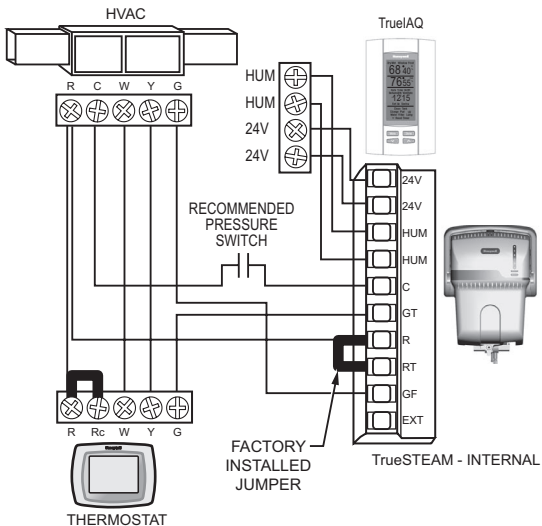 HVAC
R C W Y G
TrueIAQ
HUM
HUM
24V
24V
RECOMMENDED
PRESSURE
SWITCH
24V
24V
HUM
HUM
C
GT
R
RT
GF
EXT
R Rc W Y G
THERMOSTAT
FACTORY
INSTALLED
JUMPER
TrueSTEAM - INTERNAL